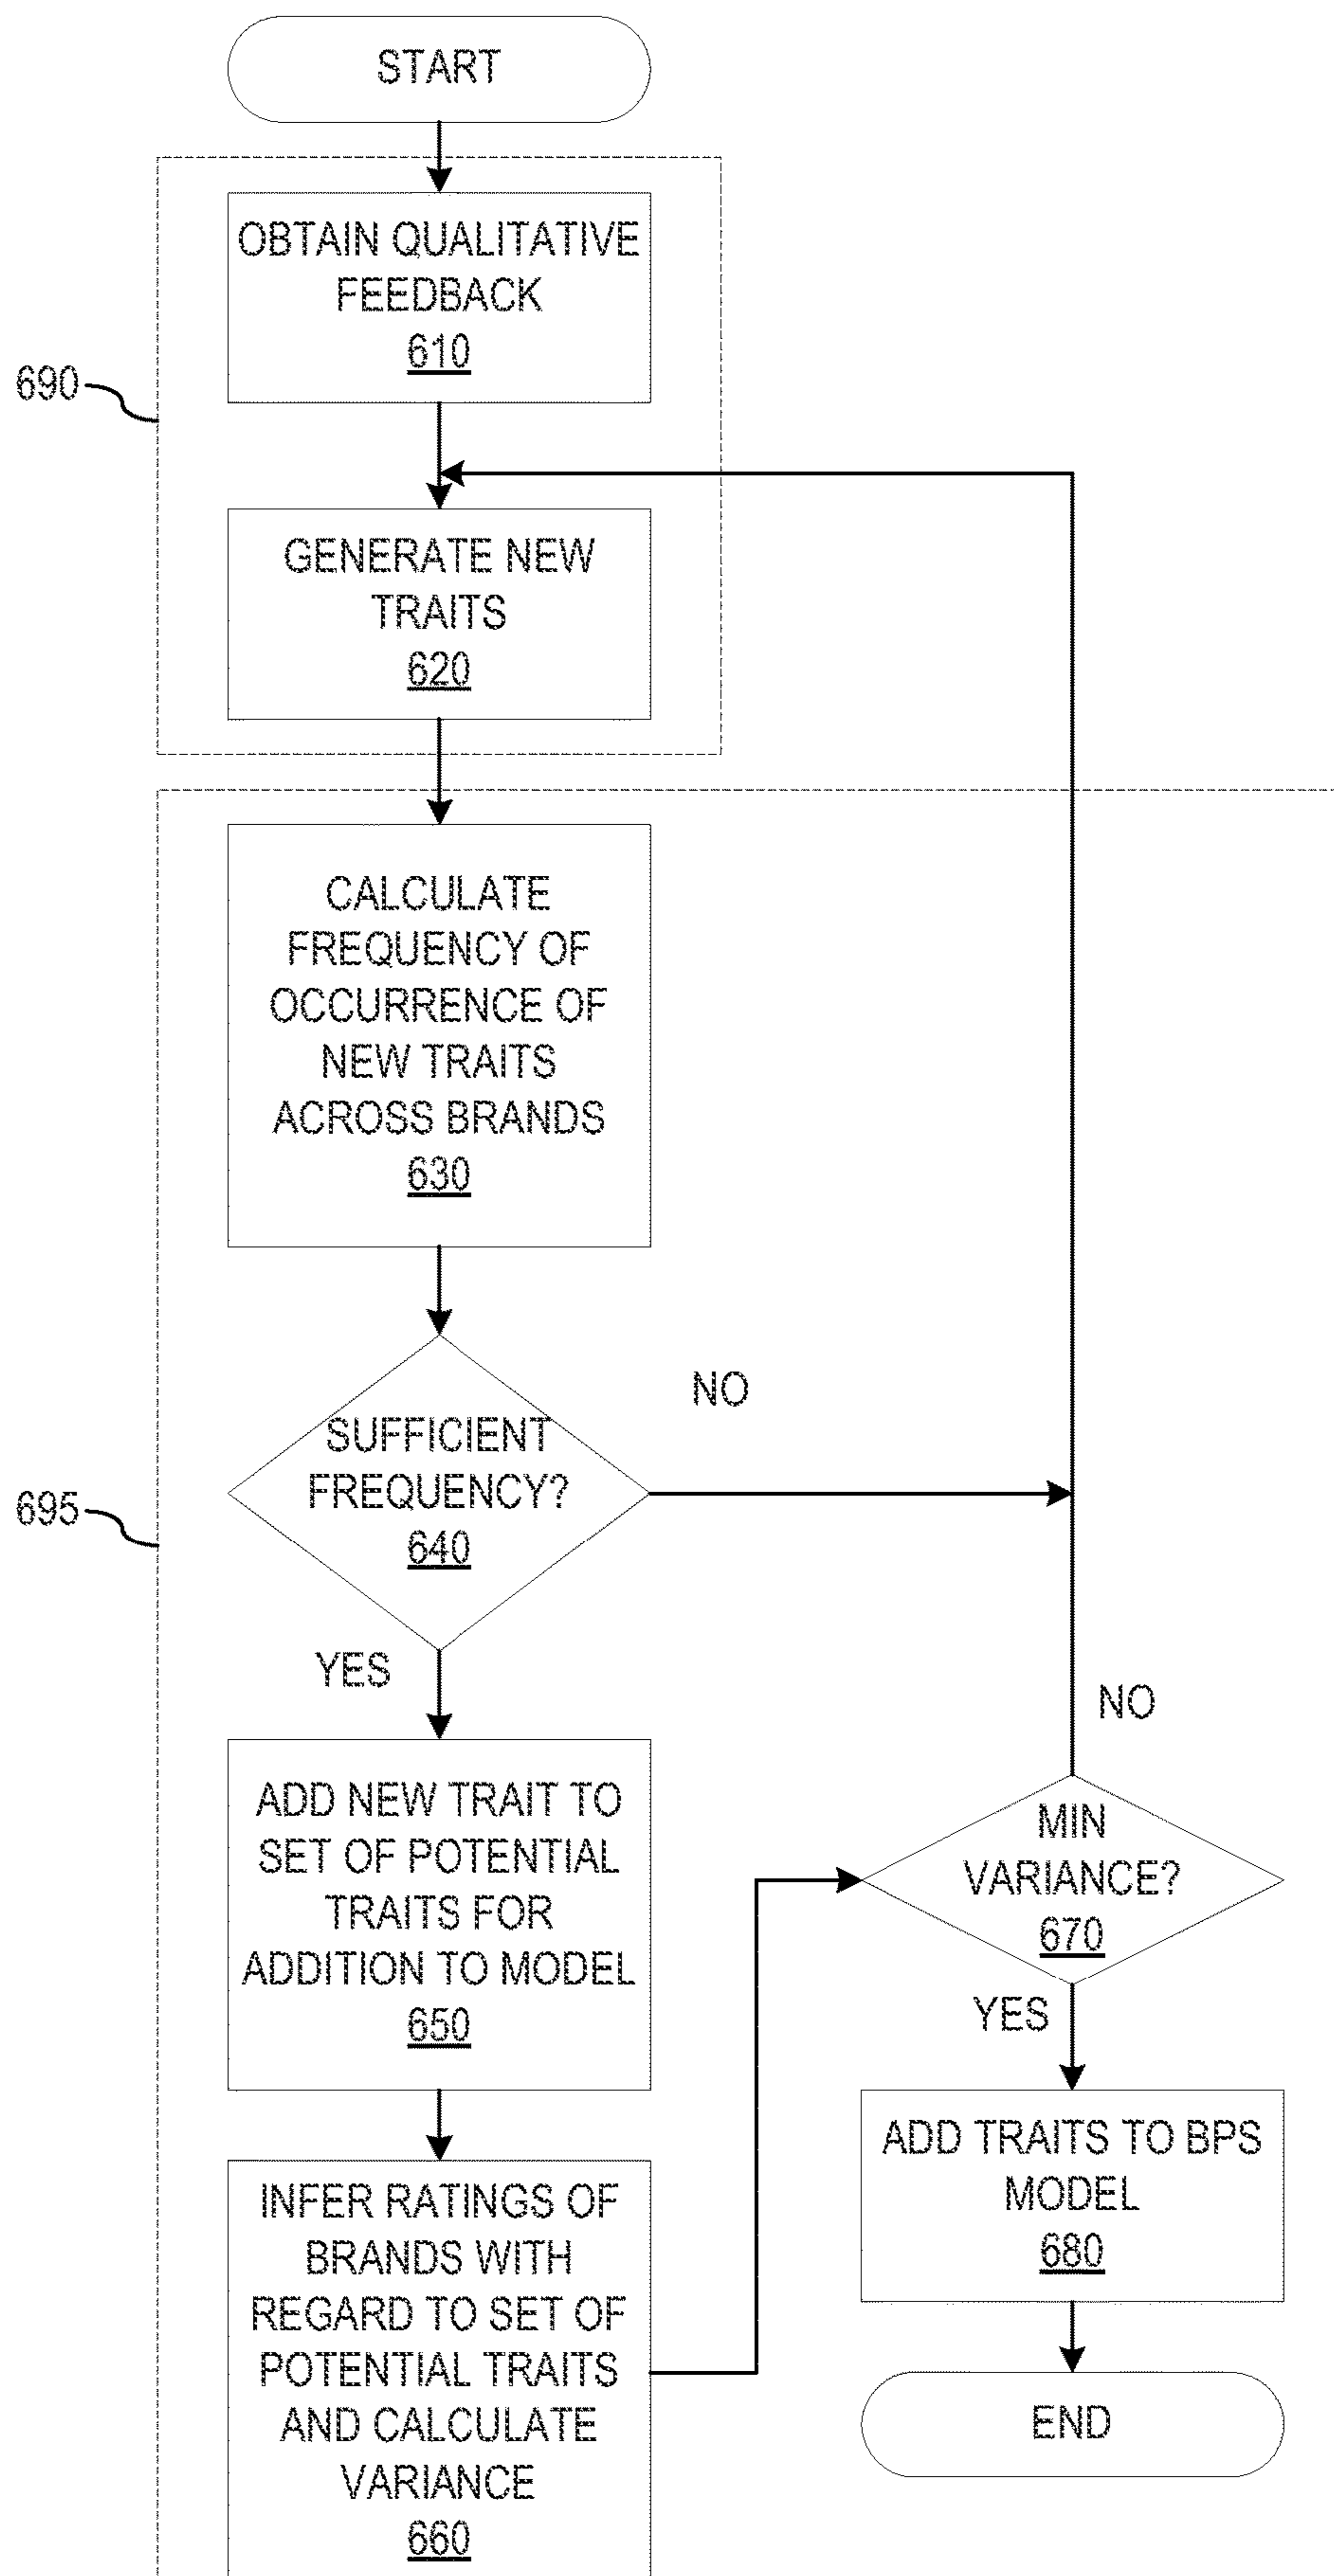 START
OBTAIN QUALITATIVE
FEEDBACK
610
690
GENERATE NEW
TRAITS
620
CALCULATE
FREQUENCY OF
OCCURRENCE OF
NEW TRAITS
ACROSS BRANDS
630
NO
SUFFICIENT
FREQUENCY?
640
695
YES
ADD NEW TRAIT TO
SET OF POTENTIAL
TRAITS FOR
ADDITION TO MODEL
650
INFER RATINGS OF
BRANDS WITH
REGARD TO SET OF
POTENTIAL TRAITS
AND CALCULATE
VARIANCE
660
NO
MIN
VARIANCE?
670
YES
ADD TRAITS TO BPS
MODEL
680
END